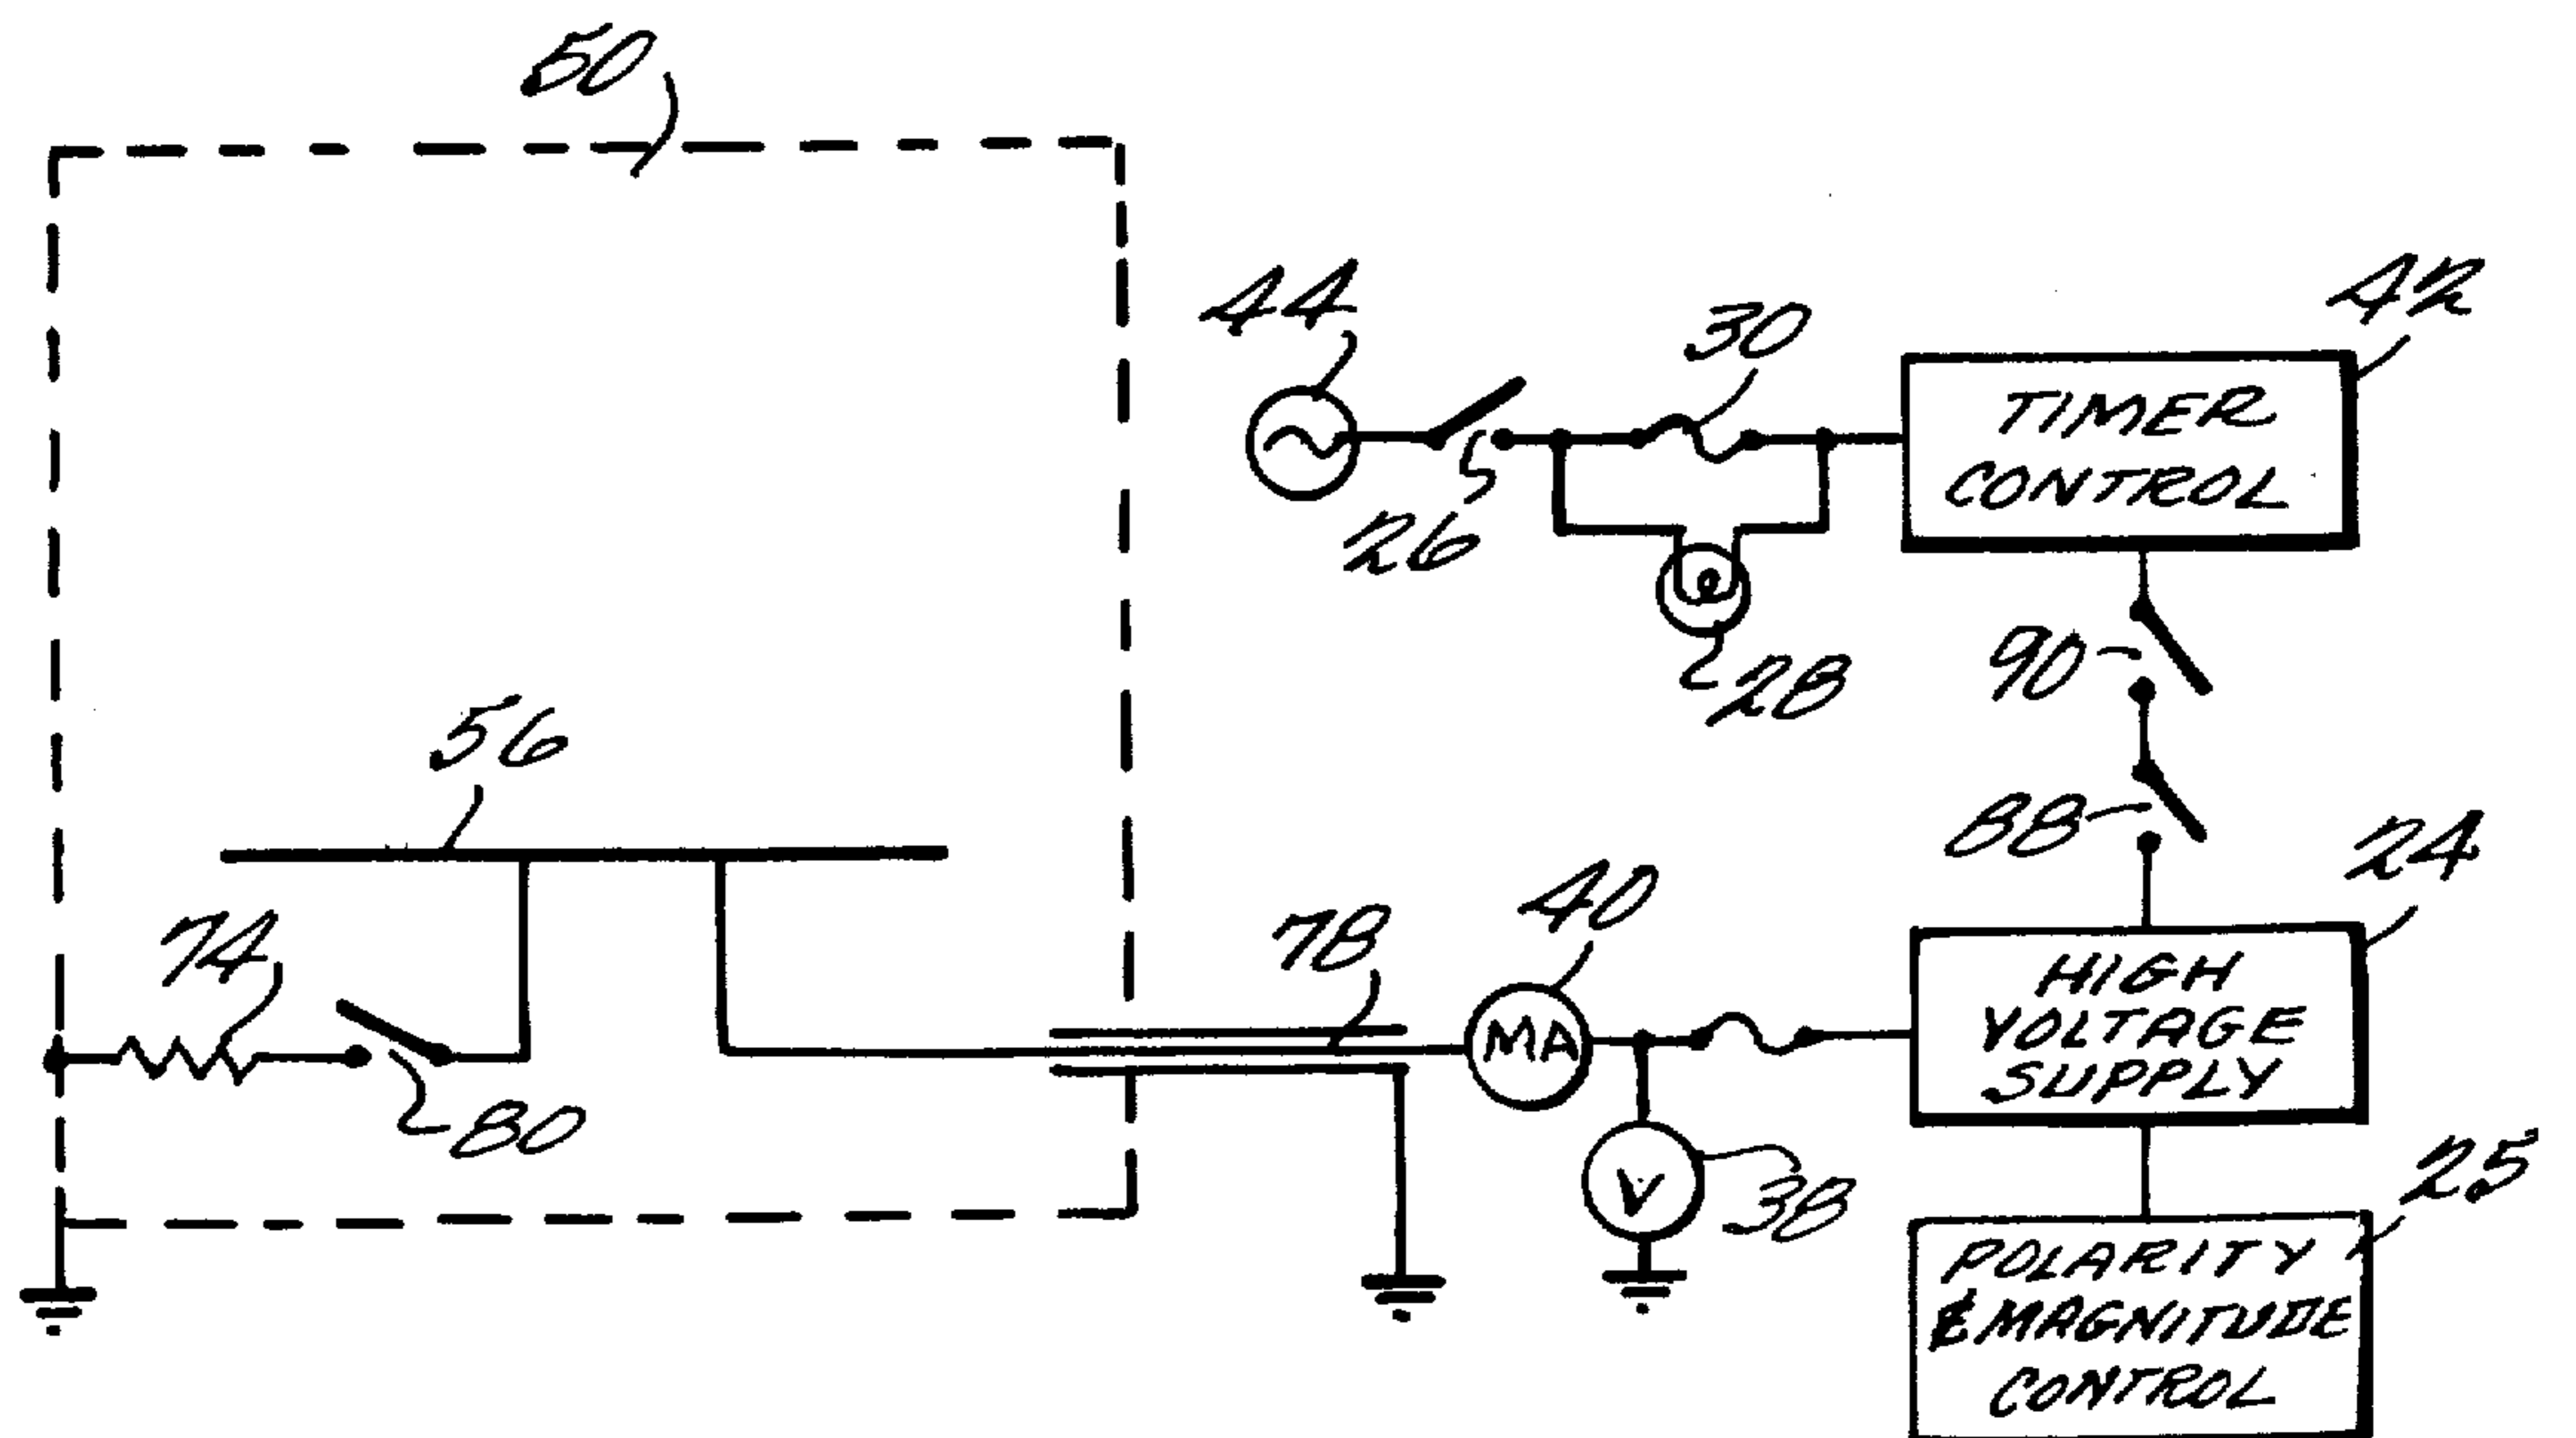 50
44
30
42
TIMER
CONTROL
26
28
90
56
88
24
74
78
40
HIGH
VOLTAGE
SUPPLY
MA
80
V
38
25
POLARITY
& MAGNITUDE
CONTROL